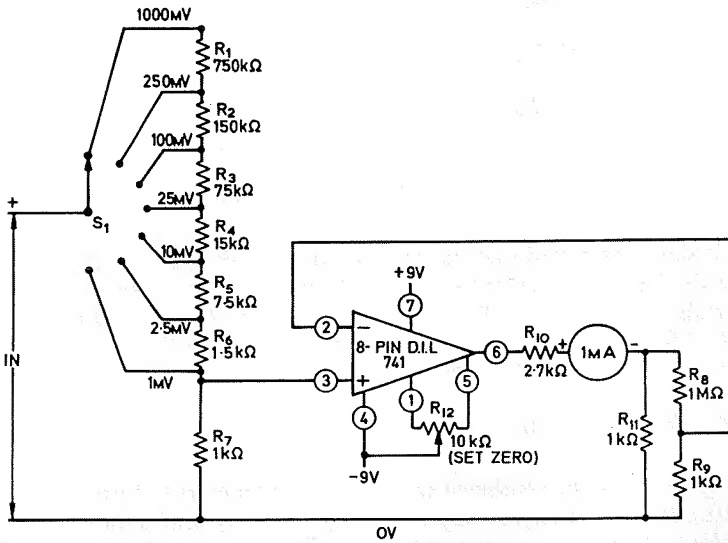 1000MV
R1
750kΩ
250MV
R2
150kΩ
100MV
R3
75kΩ
25MV
R4
15kΩ
10MV
R5
7.5kΩ
2.5MV
R6
1.5kΩ
1MV
R7
1kΩ
+
S1
IN
+9V
7
2
−
8-PIN D.I.L
741
3
+
4
1
5
6
R12
10kΩ
(SET ZERO)
-9V
R10
2.7kΩ
+
1MA
-
R11
1kΩ
R8
1MΩ
R9
1kΩ
0V